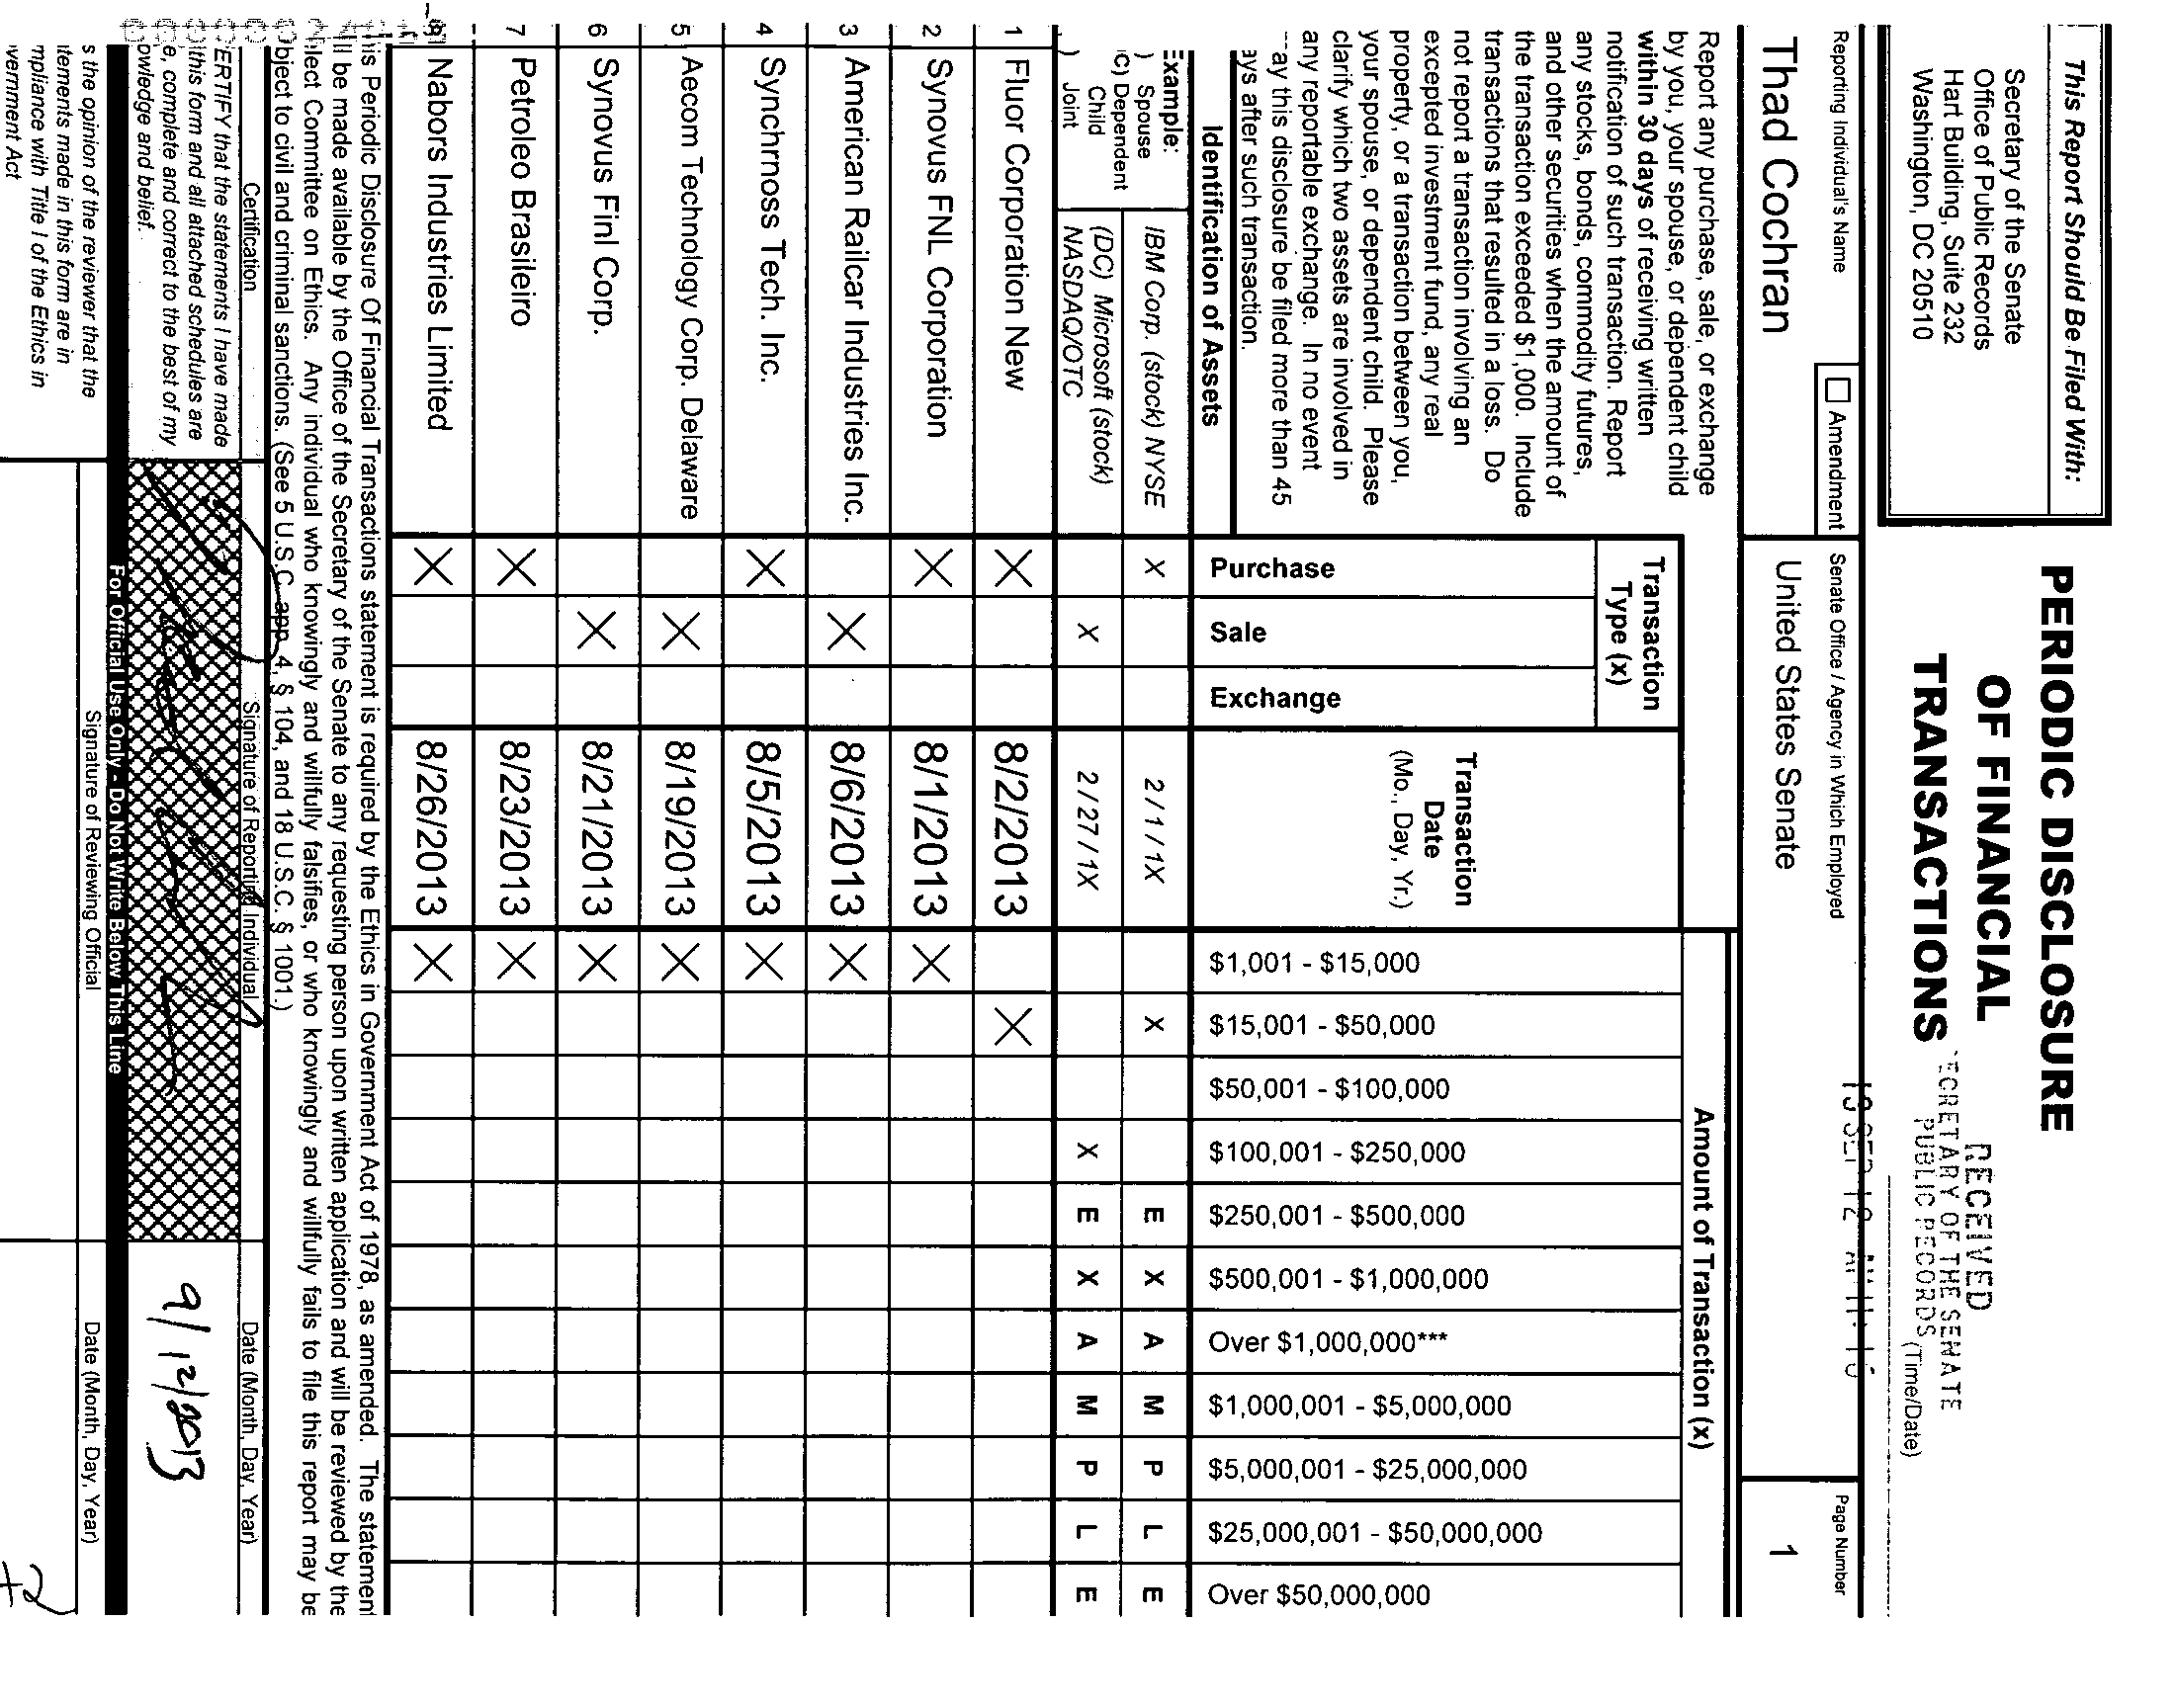 This Report Should Be Filed With:
Secretary of the Senate
Office of Public Records
Hart Building, Suite 232
Washington, DC 20510
PERIODIC DISCLOSURE
OF FINANCIAL
TRANSACTIONS
RECEIVED
SECRETARY OF THE SENATE
PUBLIC RECORDS
(Time/Date)
Reporting Individual's Name
Amendment
Senate Office / Agency in Which Employed
Page Number
Thad Cochran
United States Senate
1
Report any purchase, sale, or exchange
by you, your spouse, or dependent child
within 30 days of receiving written
notification of such transaction. Report
any stocks, bonds, commodity futures,
and other securities when the amount of
the transaction exceeded $1,000. Include
transactions that resulted in a loss. Do
not report a transaction involving an
excepted investment fund, any real
property, or a transaction between you,
your spouse, or dependent child. Please
clarify which two assets are involved in
any reportable exchange. In no event
ay this disclosure be filed more than 45
ays after such transaction.
Identification of Assets
Transaction
Type (x)
Purchase
Sale
Exchange
Transaction
Date
(Mo., Day, Yr.)
Amount of Transaction (x)
$1,001 - $15,000
$15,001 - $50,000
$50,001 - $100,000
$100,001 - $250,000
$250,001 - $500,000
$500,001 - $1,000,000
Over $1,000,000***
$1,000,001 - $5,000,000
$5,000,001 - $25,000,000
$25,000,001 - $50,000,000
Over $50,000,000
Example:
) Spouse
C) Dependent
Child
) Joint
IBM Corp. (stock) NYSE X 2 / 1 / 1X X E X A M P L E
(DC) Microsoft (stock)
NASDAQ/OTC X 2 / 27 / 1X X E X A M P L E
1 Fluor Corporation New X 8/2/2013 X
2 Synovus FNL Corporation X 8/1/2013 X
3 American Railcar Industries Inc. X 8/6/2013 X
4 Synchrnoss Tech. Inc. X 8/5/2013 X
5 Aecom Technology Corp. Delaware X 8/19/2013 X
6 Synovus Finl Corp. X 8/21/2013 X
7 Petroleo Brasileiro X 8/23/2013 X
8 Nabors Industries Limited X 8/26/2013 X
his Periodic Disclosure Of Financial Transactions statement is required by the Ethics in Government Act of 1978, as amended. The statement
ll be made available by the Office of the Secretary of the Senate to any requesting person upon written application and will be reviewed by the
elect Committee on Ethics. Any individual who knowingly and willfully falsifies, or who knowingly and willfully fails to file this report may be
bject to civil and criminal sanctions. (See 5 U.S.C. app. 4, § 104, and 18 U.S.C. § 1001.)
Certification
Signature of Reporting Individual
Date (Month, Day, Year)
ERTIFY that the statements I have made
this form and all attached schedules are
e, complete and correct to the best of my
owledge and belief.
9/12/2013
For Official Use Only - Do Not Write Below This Line
s the opinion of the reviewer that the
tements made in this form are in
mpliance with Title I of the Ethics in
vernment Act
Signature of Reviewing Official
Date (Month, Day, Year)